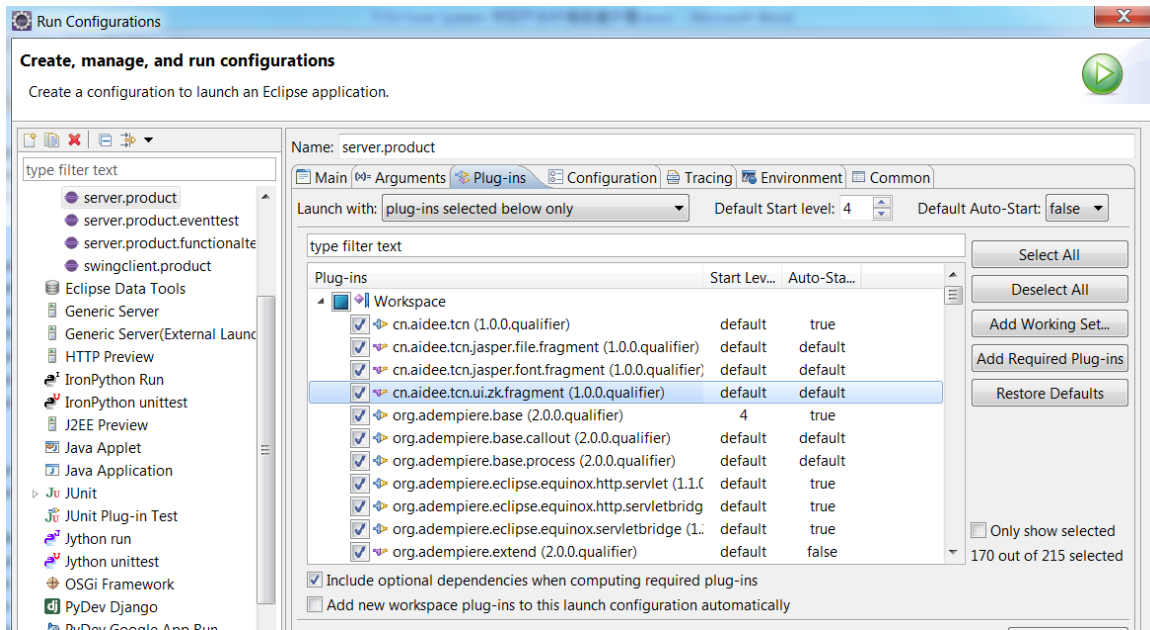 Run Configurations
Create, manage, and run configurations
Create a configuration to launch an Eclipse application.
type filter text
server.product
server.product.eventtest
server.product.functionalte
swingclient.product
Eclipse Data Tools
Generic Server
Generic Server(External Launc
HTTP Preview
IronPython Run
IronPython unittest
J2EE Preview
Java Applet
Java Application
JUnit
JUnit Plug-in Test
Jython run
Jython unittest
OSGi Framework
PyDev Django
PyDev Google App Run
Name: server.product
Main Arguments Plug-ins Configuration Tracing Environment Common
Launch with: plug-ins selected below only Default Start level: 4 Default Auto-Start: false
type filter text
Plug-ins Start Lev... Auto-Sta...
Workspace
cn.aidee.tcn (1.0.0.qualifier) default true
cn.aidee.tcn.jasper.file.fragment (1.0.0.qualifier) default default
cn.aidee.tcn.jasper.font.fragment (1.0.0.qualifier) default default
cn.aidee.tcn.ui.zk.fragment (1.0.0.qualifier) default default
org.adempiere.base (2.0.0.qualifier) 4 true
org.adempiere.base.callout (2.0.0.qualifier) default default
org.adempiere.base.process (2.0.0.qualifier) default default
org.adempiere.eclipse.equinox.http.servlet (1.1.0 default true
org.adempiere.eclipse.equinox.http.servletbridg default true
org.adempiere.eclipse.equinox.servletbridge (1.. default true
org.adempiere.extend (2.0.0.qualifier) default false
Include optional dependencies when computing required plug-ins
Add new workspace plug-ins to this launch configuration automatically
Select All
Deselect All
Add Working Set...
Add Required Plug-ins
Restore Defaults
Only show selected
170 out of 215 selected